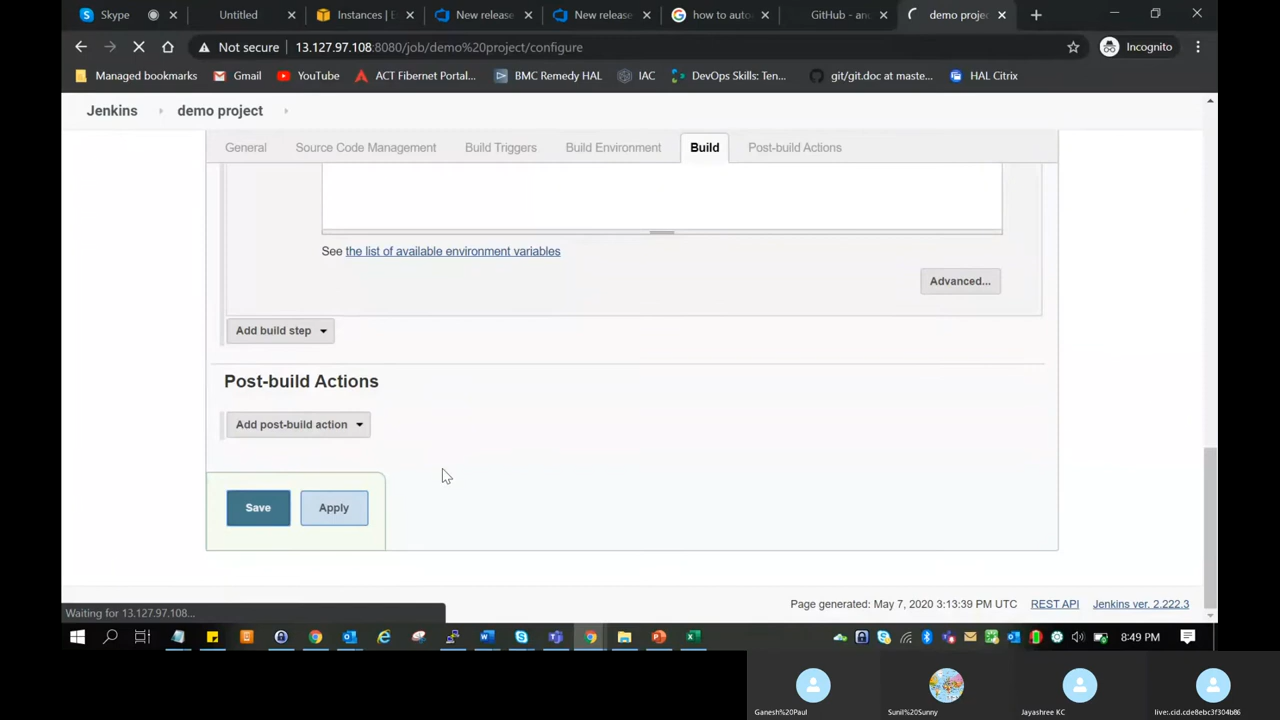 Skype
Untitled
Instances | E
New release
New release
how to auto
GitHub - an
demo projec
Not secure
13.127.97.108:8080/job/demo%20project/configure
Incognito
Managed bookmarks
Gmail
YouTube
ACT Fibernet Portal...
BMC Remedy HAL
IAC
DevOps Skills: Ten...
git/git.doc at maste...
HAL Citrix
Jenkins
demo project
General
Source Code Management
Build Triggers
Build Environment
Build
Post-build Actions
See the list of available environment variables
Advanced...
Add build step
Post-build Actions
Add post-build action
Save
Apply
Waiting for 13.127.97.108...
Page generated: May 7, 2020 3:13:39 PM UTC
REST API
Jenkins ver. 2.222.3
8:49 PM
Ganesh%20Paul
Sunil%20Sunny
Jayashree KC
live:.cid.cde8ebc3f304b86